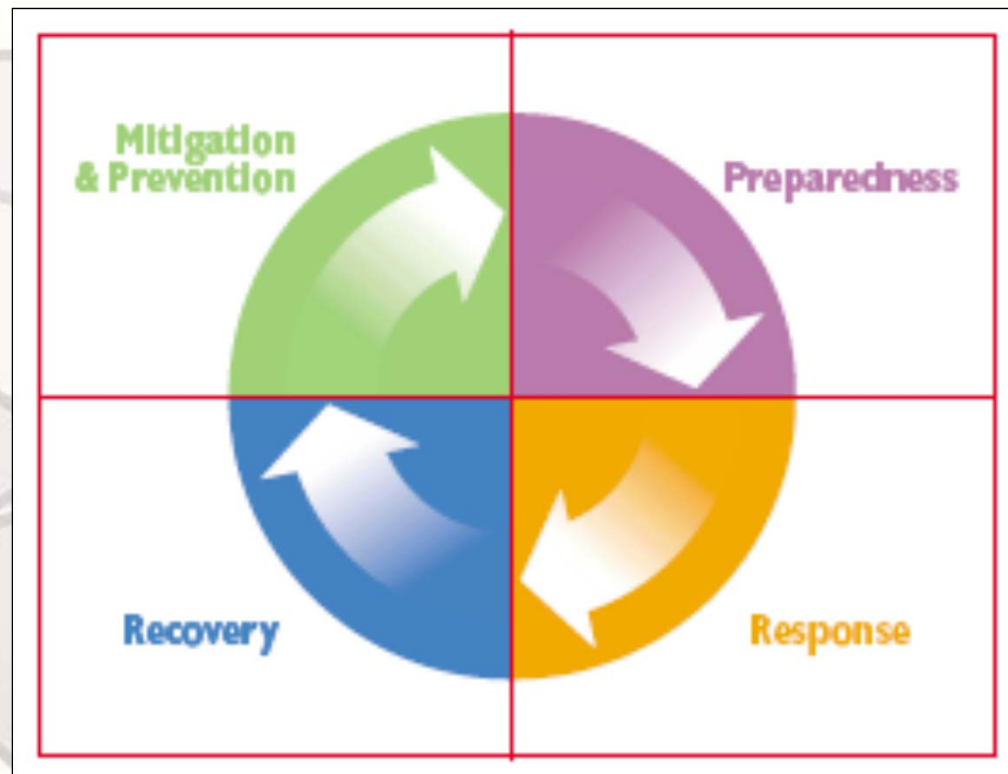 Mitigation
& Prevention
Preparedness
Recovery
Response